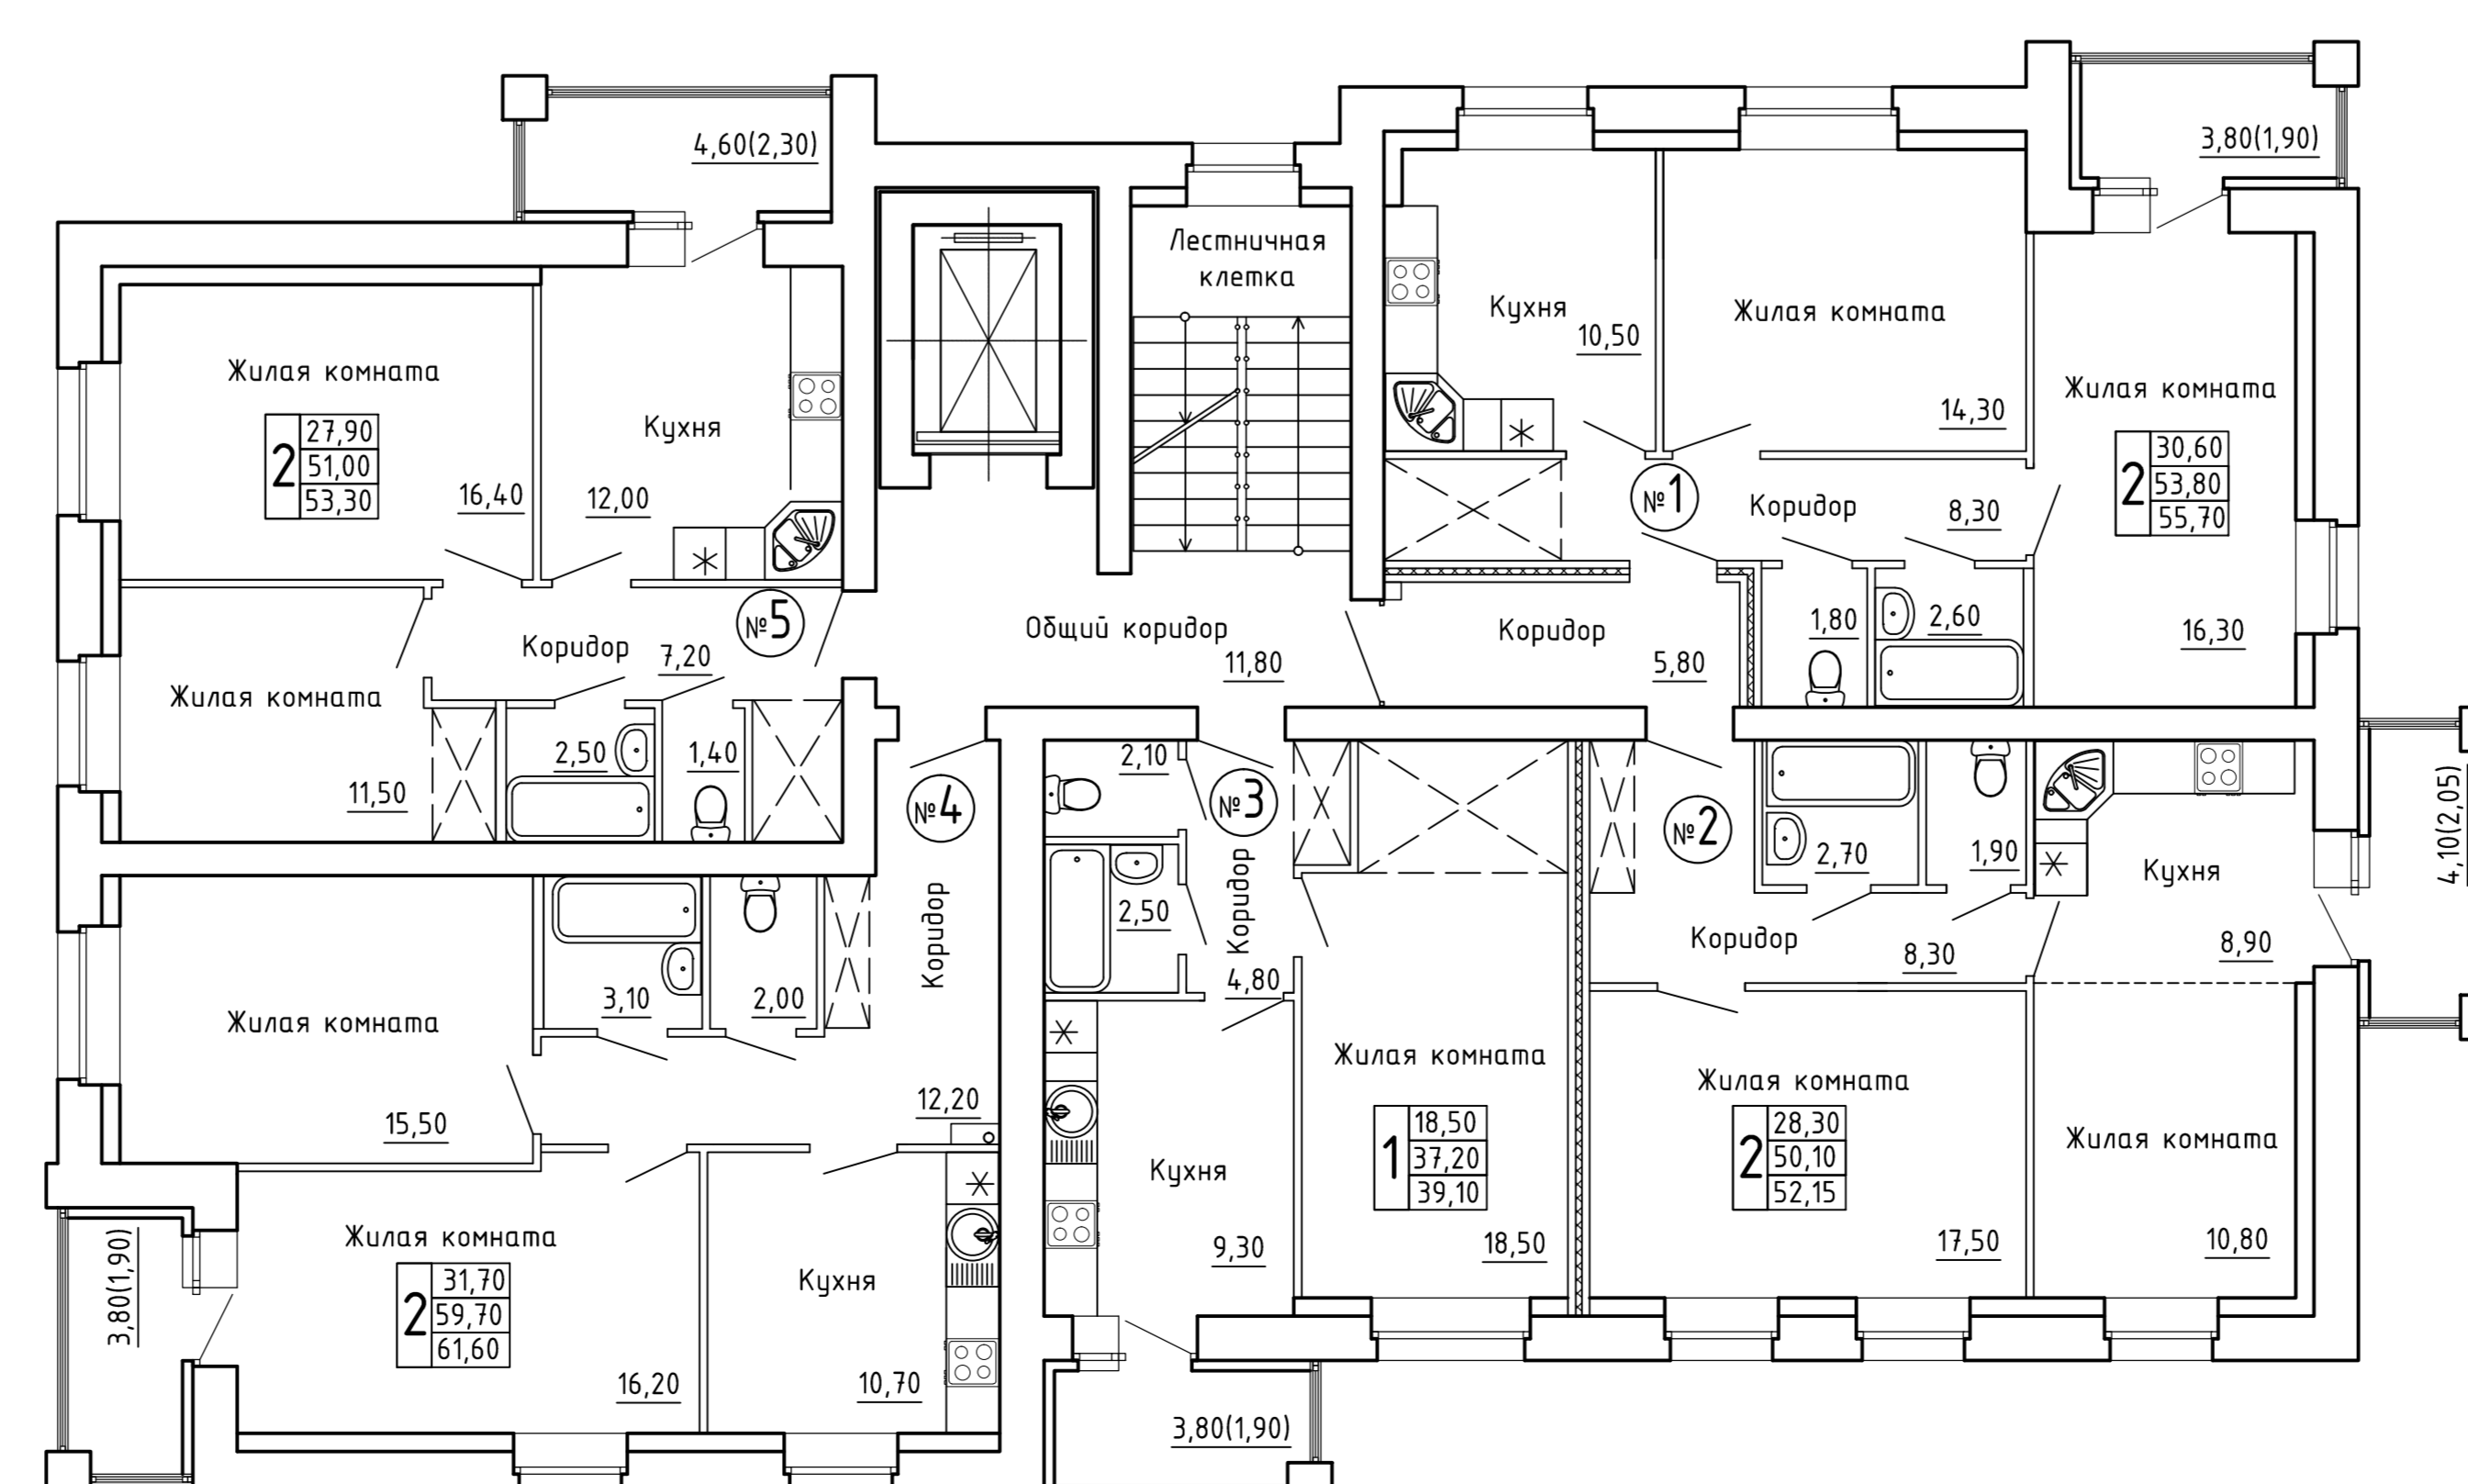 4,60(2,30)
3,80(1,90)
Лестничная
клетка
Кухня
10,50
Жилая комната
14,30
Жилая комната
2
30,60
53,80
55,70
16,30
Жилая комната
2
27,90
51,00
53,30
16,40
Кухня
12,00
№1
Коридор
8,30
№5
Коридор
7,20
Общий коридор
11,80
Коридор
5,80
1,80
2,60
Жилая комната
11,50
2,50
1,40
№4
2,10
№3
№2
2,70
1,90
Кухня
8,90
4,10(2,05)
Коридор
2,50
Коридор
4,80
Коридор
8,30
Жилая комната
15,50
3,10
2,00
12,20
Жилая комната
1
18,50
37,20
39,10
18,50
Жилая комната
2
28,30
50,10
52,15
17,50
Жилая комната
10,80
Кухня
9,30
3,80(1,90)
Жилая комната
2
31,70
59,70
61,60
16,20
Кухня
10,70
3,80(1,90)